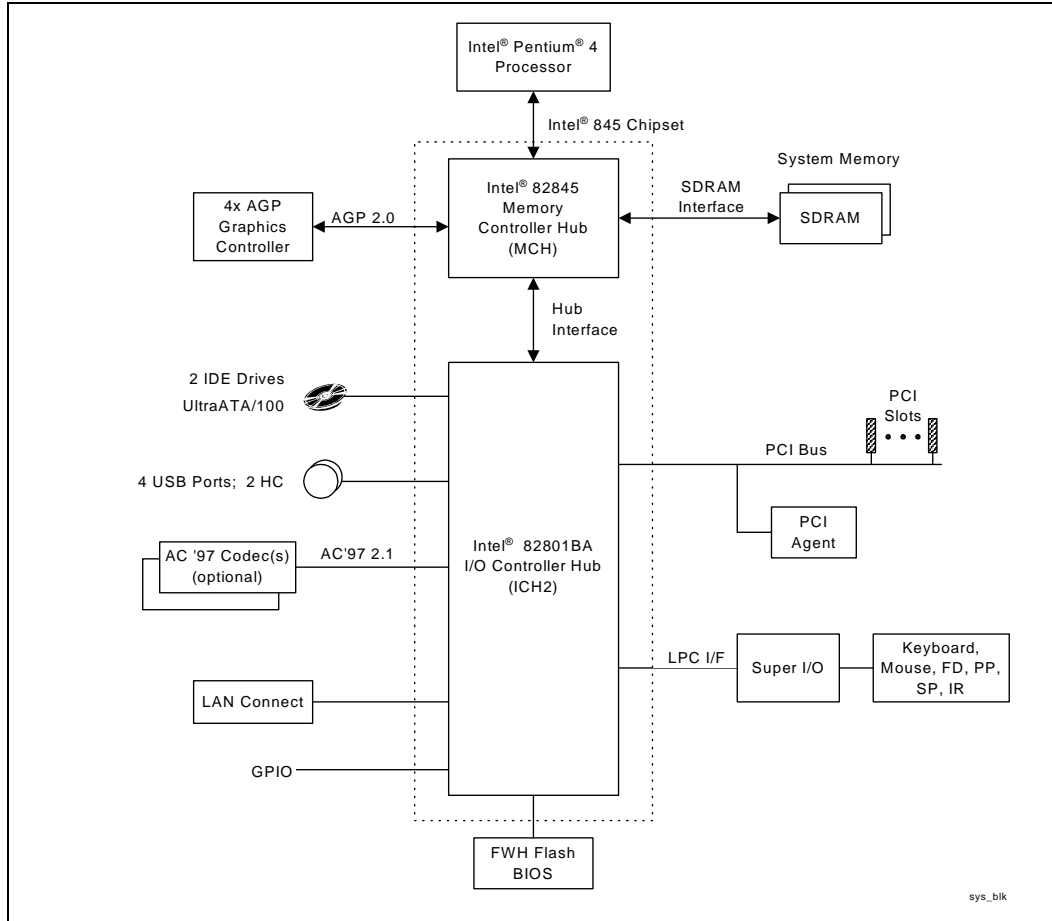 Intel® Pentium® 4
Processor
Intel® 845 Chipset
System Memory
4x AGP
Graphics
Controller
AGP 2.0
Intel® 82845
Memory
Controller Hub
(MCH)
SDRAM
Interface
SDRAM
Hub
Interface
2 IDE Drives
UltraATA/100
PCI
Slots
PCI Bus
4 USB Ports; 2 HC
PCI
Agent
AC '97 Codec(s)
(optional)
AC'97 2.1
Intel® 82801BA
I/O Controller Hub
(ICH2)
LPC I/F
Super I/O
Keyboard,
Mouse, FD, PP,
SP, IR
LAN Connect
GPIO
FWH Flash
BIOS
sys_blk